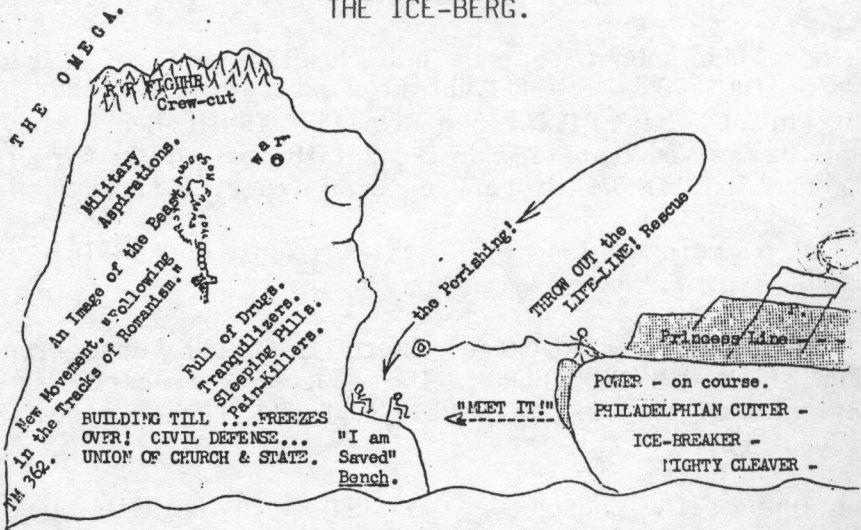 THE ICE-BERG.
THE OMEGA.
R R FIGUHR
Crew-cut
war
Military
Aspirations.
An Image of the Beast
New Movement, "Following
in the Tracks of Romanism."
TM 362.
Full of Drugs.
Tranquilizers.
Sleeping Pills.
Pain-Killers.
BUILDING TILL ....FREEZES
OVER! CIVIL DEFENSE...
UNION OF CHURCH & STATE.
"I am
Saved"
Bench.
the Perishing!
THROW OUT the
LIFE-LINE! Rescue
"MEET IT!"
P.
Princess Line - - -
POWER - on course.
PHILADELPHIAN CUTTER -
ICE-BREAKER -
MIGHTY CLEAVER -